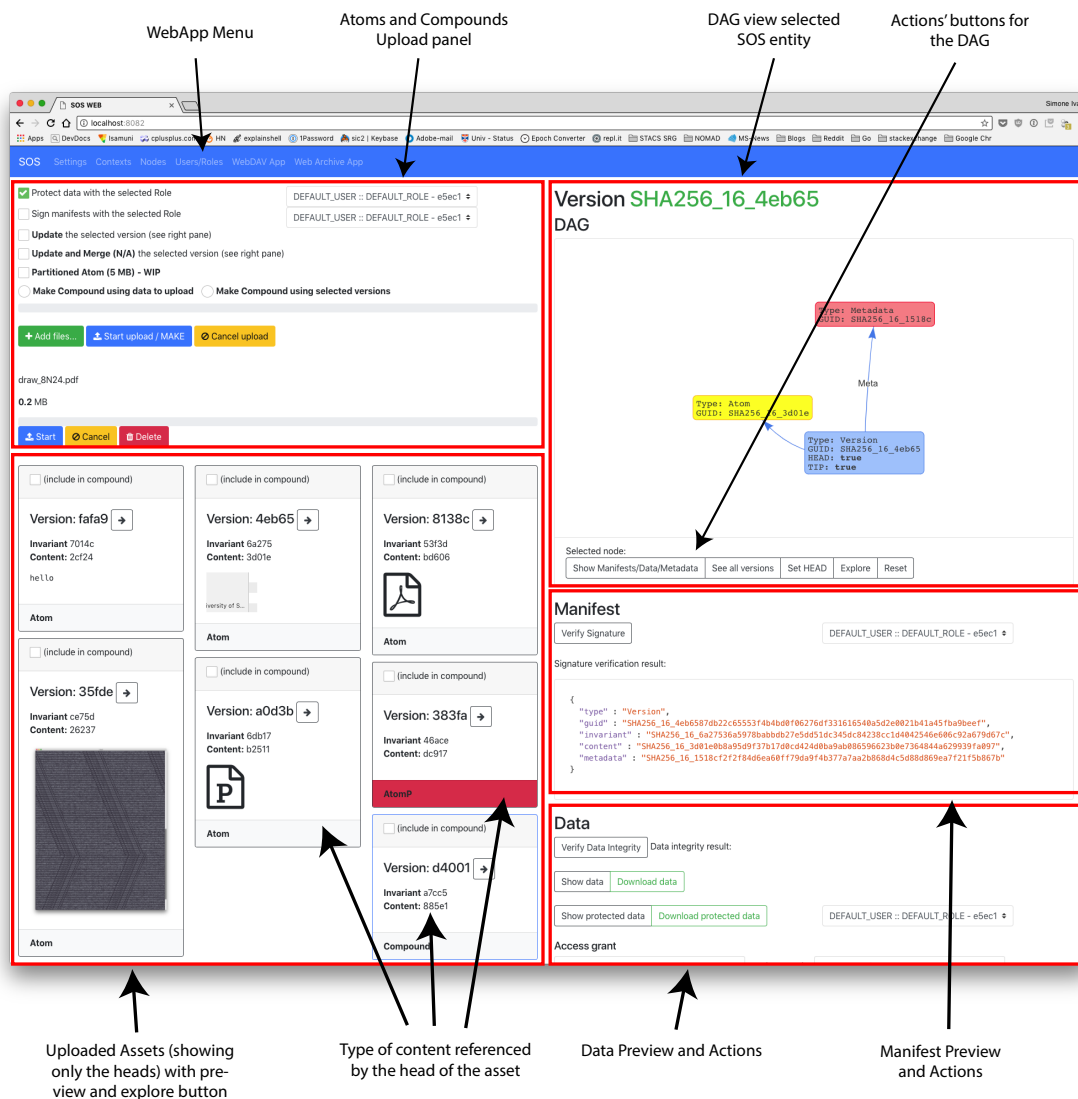 WebApp Menu
Atoms and Compounds
Upload panel
DAG view selected
SOS entity
Actions' buttons for
the DAG
SOS WEB
Simone Iva
localhost:8082
Apps DevDocs lsamuni cplusplus.com HN explainshell 1Password sic2 | Keybase Adobe-mail Univ - Status Epoch Converter repl.it STACS SRG NOMAD MS-News Blogs Reddit Go stackexchange Google Chr
SOS Settings Contexts Nodes Users/Roles WebDAV App Web Archive App
Protect data with the selected Role DEFAULT_USER :: DEFAULT_ROLE - e5ec1
Sign manifests with the selected Role DEFAULT_USER :: DEFAULT_ROLE - e5ec1
Update the selected version (see right pane)
Update and Merge (N/A) the selected version (see right pane)
Partitioned Atom (5 MB) - WIP
Make Compound using data to upload Make Compound using selected versions
+ Add files... Start upload / MAKE Cancel upload
draw_8N24.pdf
0.2 MB
Start Cancel Delete
(include in compound)
Version: fafa9
Invariant 7014c
Content: 2cf24
hello
Atom
(include in compound)
Version: 35fde
Invariant ce75d
Content: 26237
Atom
(include in compound)
Version: 4eb65
Invariant 6a275
Content: 3d01e
iversity of S...
Atom
(include in compound)
Version: a0d3b
Invariant 6db17
Content: b2511
P
Atom
(include in compound)
Version: 8138c
Invariant 53f3d
Content: bd606
Atom
(include in compound)
Version: 383fa
Invariant 46ace
Content: dc917
AtomP
(include in compound)
Version: d4001
Invariant a7cc5
Content: 885e1
Compound
Version SHA256_16_4eb65
DAG
Type: Metadata
GUID: SHA256_16_1518c
Meta
Type: Atom
GUID: SHA256_16_3d01e
Type: Version
GUID: SHA256_16_4eb65
HEAD: true
TIP: true
Selected node:
Show Manifests/Data/Metadata See all versions Set HEAD Explore Reset
Manifest
Verify Signature DEFAULT_USER :: DEFAULT_ROLE - e5ec1
Signature verification result:
{
"type" : "Version",
"guid" : "SHA256_16_4eb6587db22c65553f4b4bd0f06276df331616540a5d2e0021b41a45fba9beef",
"invariant" : "SHA256_16_6a27536a5978babbdb27e5dd51dc345dc84238cc1d4042546e606c92a679d67c",
"content" : "SHA256_16_3d01e0b8a95d9f37b17d0cd424d0ba9ab086596623b0e7364844a629939fa097",
"metadata" : "SHA256_16_1518cf2f2f84d6ea60ff79da9f4b377a7aa2b868d4c5d88d869ea7f21f5b867b"
}
Data
Verify Data Integrity Data integrity result:
Show data Download data
Show protected data Download protected data DEFAULT_USER :: DEFAULT_ROLE - e5ec1
Access grant
Uploaded Assets (showing
only the heads) with pre-
view and explore button
Type of content referenced
by the head of the asset
Data Preview and Actions
Manifest Preview
and Actions